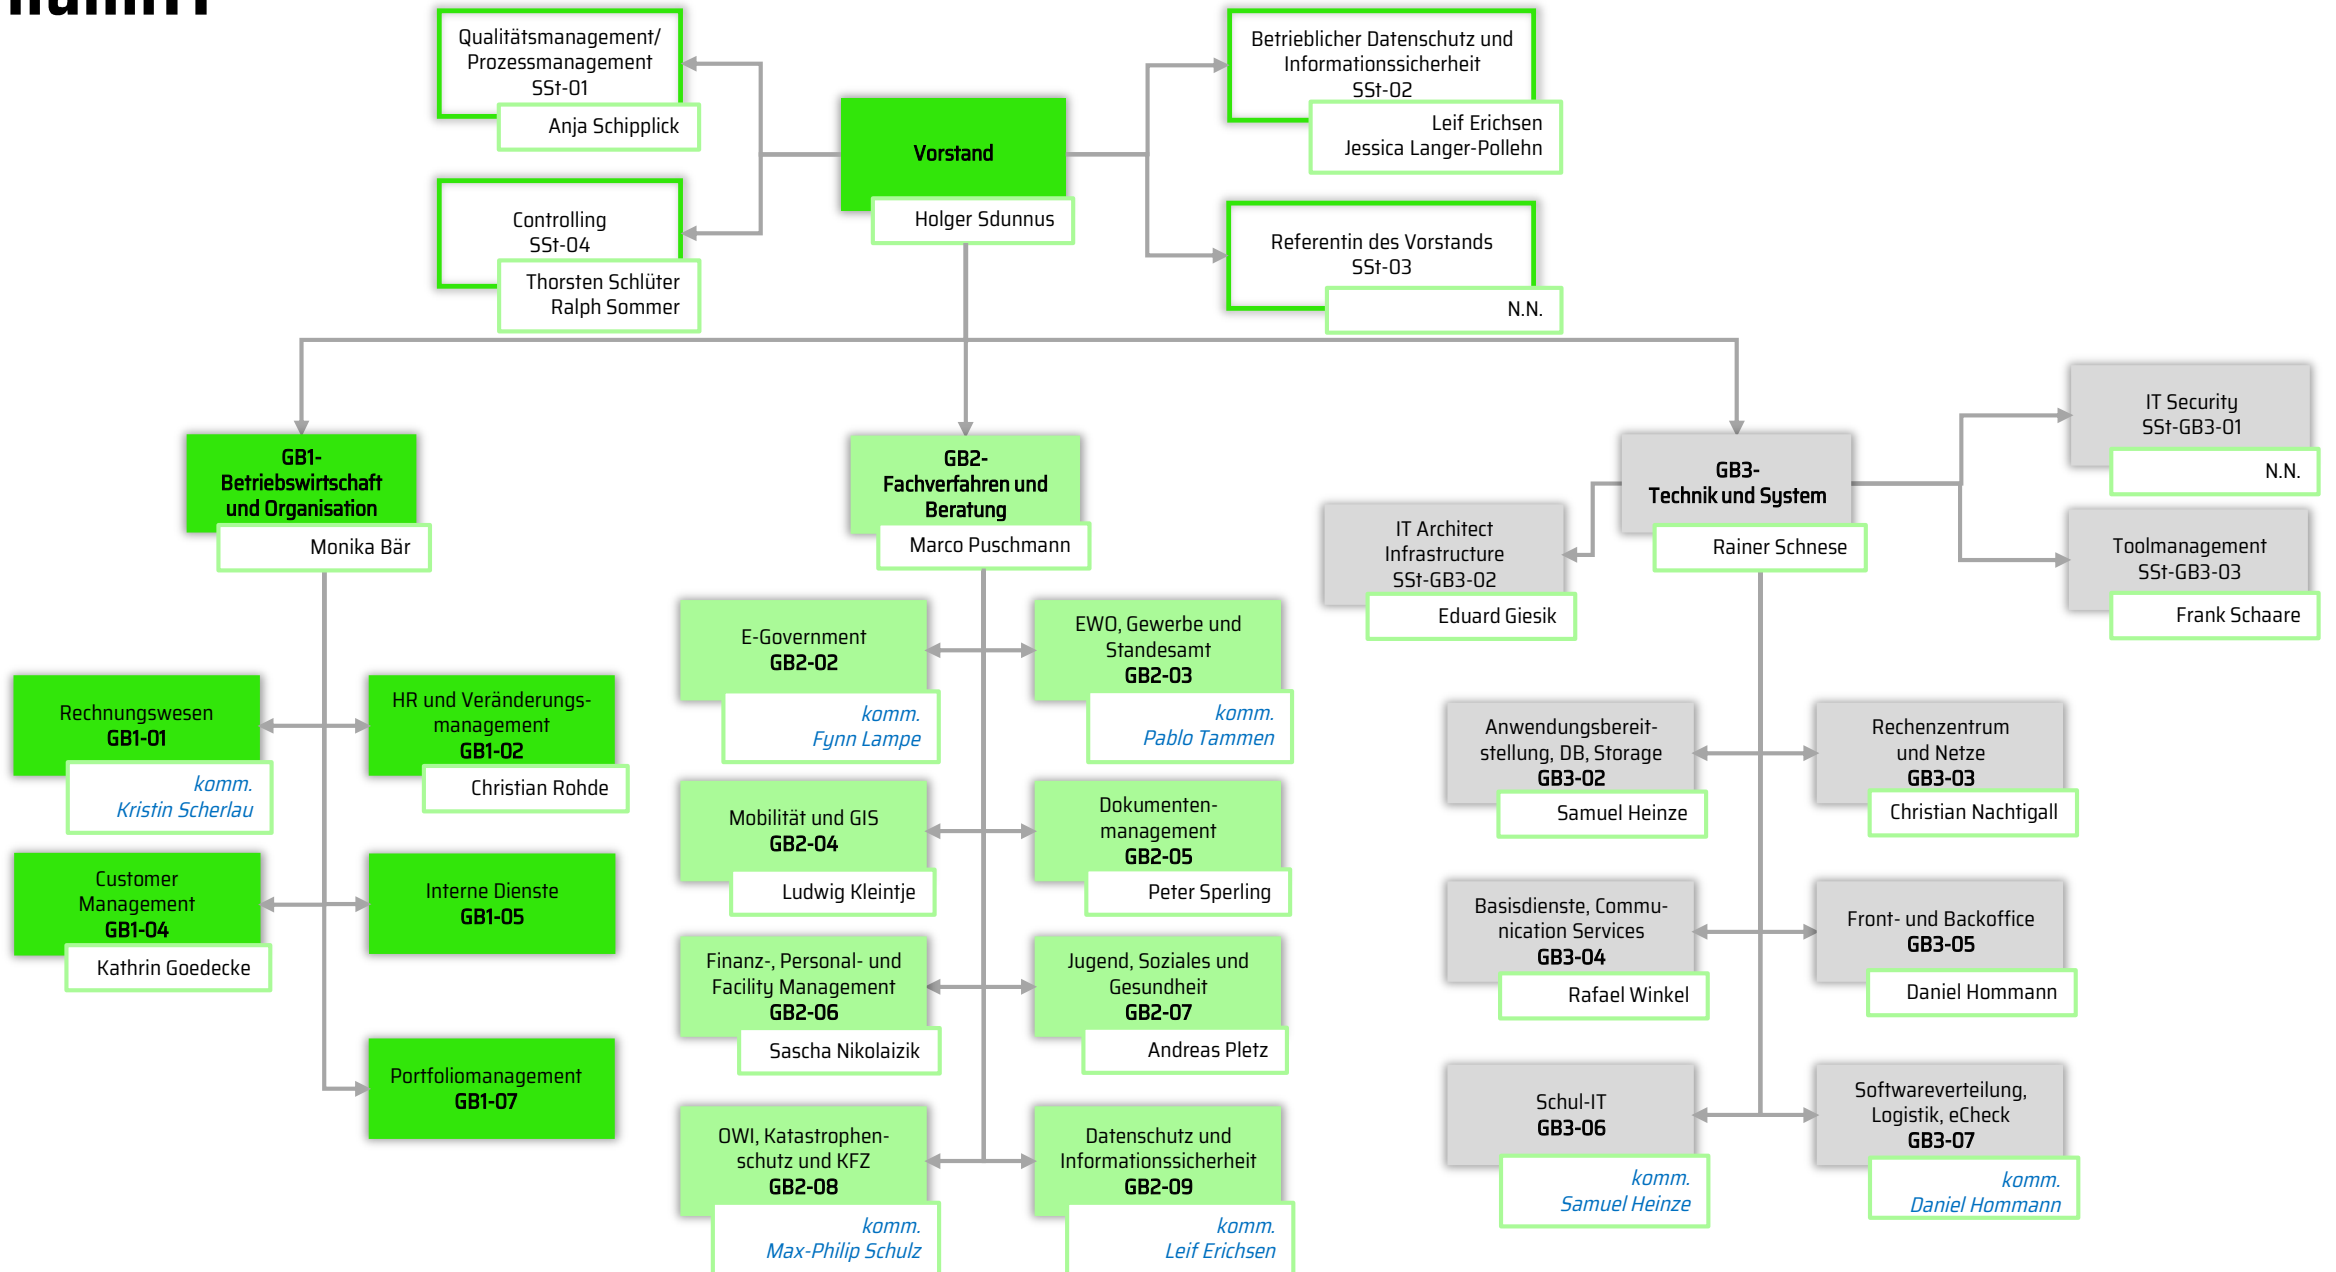 Qualitätsmanagement/
Prozessmanagement
SSt-01
Anja Schipplick
Betrieblicher Datenschutz und
Informationssicherheit
SSt-02
Leif Erichsen
Jessica Langer-Pollehn
Vorstand
Holger Sdunnus
Controlling
SSt-04
Thorsten Schlüter
Ralph Sommer
Referentin des Vorstands
SSt-03
N.N.
GB1-
Betriebswirtschaft
und Organisation
Monika Bär
GB2-
Fachverfahren und
Beratung
Marco Puschmann
GB3-
Technik und System
Rainer Schnese
IT Security
SSt-GB3-01
N.N.
IT Architect
Infrastructure
SSt-GB3-02
Eduard Giesik
Toolmanagement
SSt-GB3-03
Frank Schaare
Rechnungswesen
GB1-01
komm.
Kristin Scherlau
HR und Veränderungs-
management
GB1-02
Christian Rohde
Customer
Management
GB1-04
Kathrin Goedecke
Interne Dienste
GB1-05
Portfoliomanagement
GB1-07
E-Government
GB2-02
komm.
Fynn Lampe
EWO, Gewerbe und
Standesamt
GB2-03
komm.
Pablo Tammen
Mobilität und GIS
GB2-04
Ludwig Kleintje
Dokumenten-
management
GB2-05
Peter Sperling
Finanz-, Personal- und
Facility Management
GB2-06
Sascha Nikolaizik
Jugend, Soziales und
Gesundheit
GB2-07
Andreas Pletz
OWI, Katastrophen-
schutz und KFZ
GB2-08
komm.
Max-Philip Schulz
Datenschutz und
Informationssicherheit
GB2-09
komm.
Leif Erichsen
Anwendungsbereit-
stellung, DB, Storage
GB3-02
Samuel Heinze
Rechenzentrum
und Netze
GB3-03
Christian Nachtigall
Basisdienste, Commu-
nication Services
GB3-04
Rafael Winkel
Front- und Backoffice
GB3-05
Daniel Hommann
Schul-IT
GB3-06
komm.
Samuel Heinze
Softwareverteilung,
Logistik, eCheck
GB3-07
komm.
Daniel Hommann